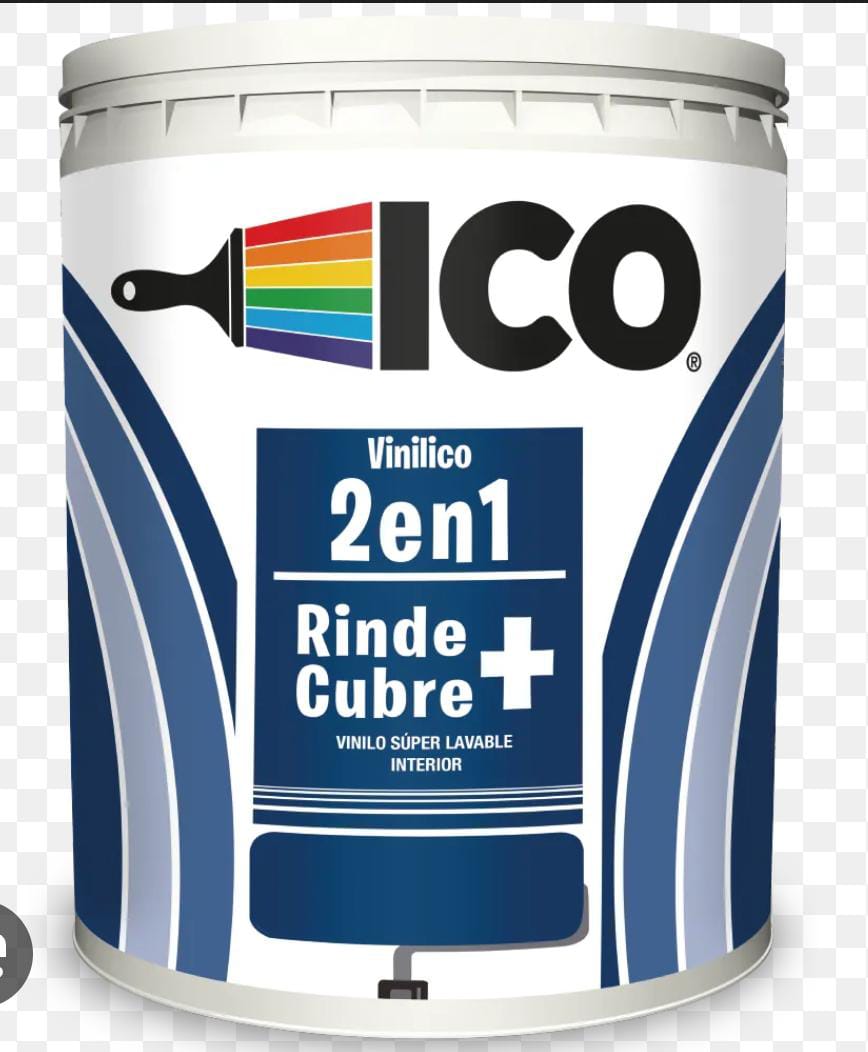 ICO®
Vinilico
2en1
Rinde
Cubre +
VINILO SÚPER LAVABLE
INTERIOR